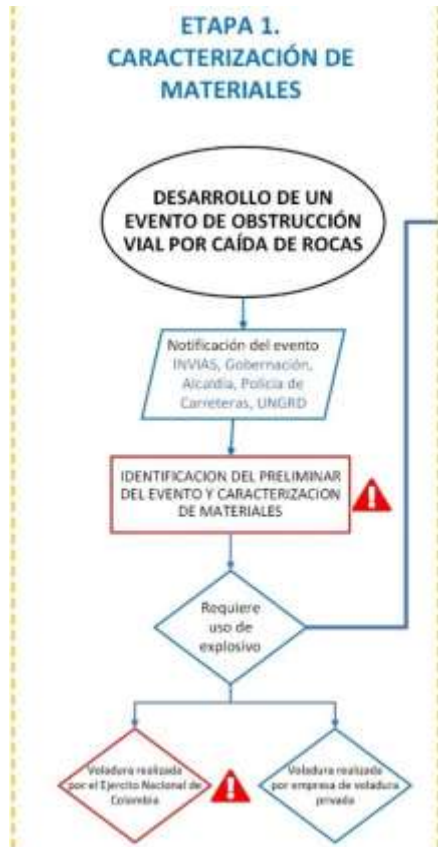 ETAPA 1.
CARACTERIZACIÓN DE
MATERIALES
DESARROLLO DE UN
EVENTO DE OBSTRUCCIÓN
VIAL POR CAÍDA DE ROCAS
Notificación del evento
INVIAS, Gobernación,
Alcaldía, Policía de
Carreteras, UNGRD
IDENTIFICACION DEL PRELIMINAR
DEL EVENTO Y CARACTERIZACION
DE MATERIALES
Requiere
uso de
explosivo
Voladura realizada
por el Ejercito Nacional de
Colombia
Voladura realizada
por empresa de voladura
privada